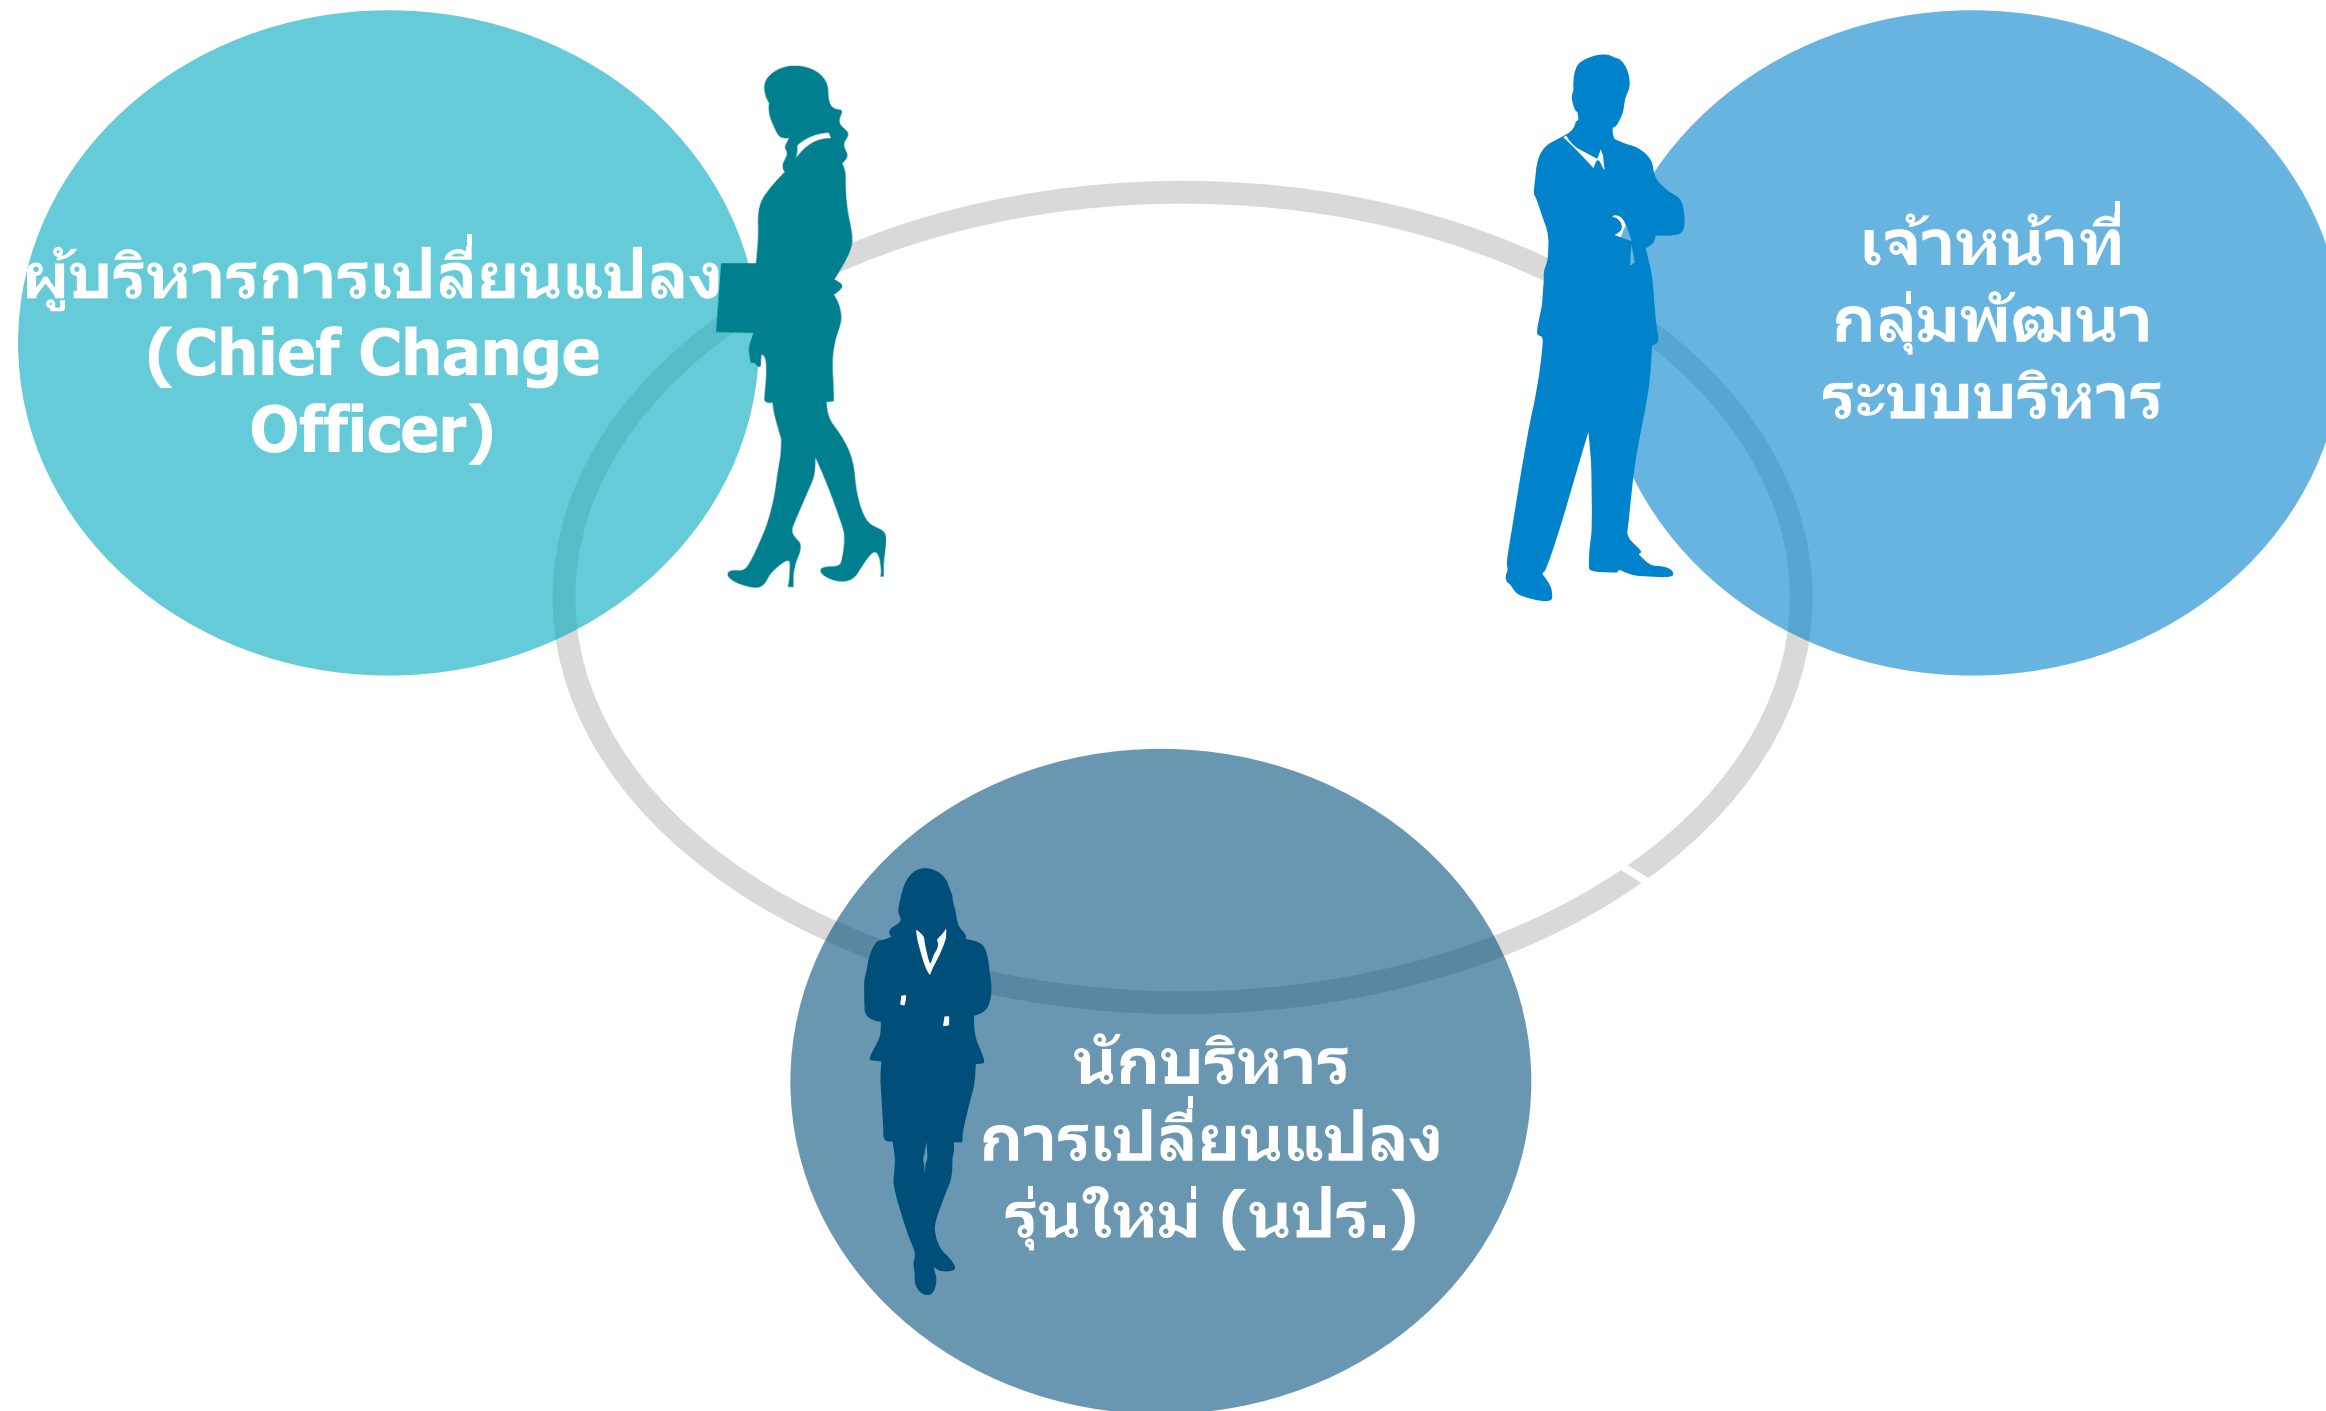 ผู้บริหารการเปลี่ยนแปลง
(Chief Change
Officer)
เจ้าหน้าที่
กลุ่มพัฒนา
ระบบบริหาร
นักบริหาร
การเปลี่ยนแปลง
รุ่นใหม่ (นปร.)